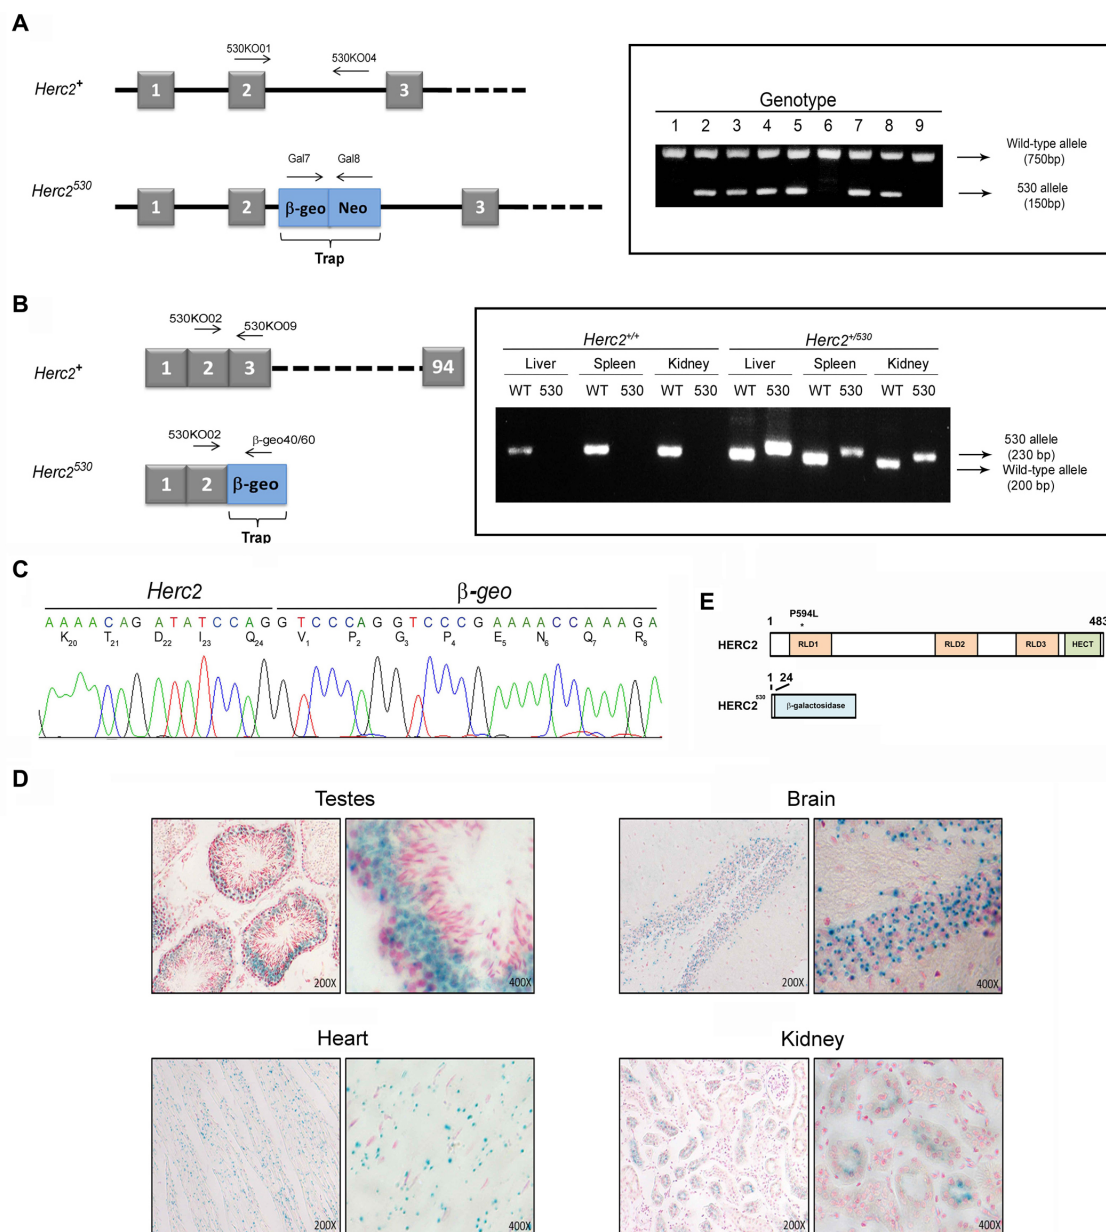 A
530KO01
530KO04
Herc2+
1 2 3
Gal7 Gal8
Herc2530
1 2 β-geo Neo 3
Trap
Genotype
1 2 3 4 5 6 7 8 9
Wild-type allele
(750bp)
530 allele
(150bp)
B
530KO02
530KO09
Herc2+
1 2 3 94
530KO02
β-geo40/60
Herc2530
1 2 β-geo
Trap
Herc2+/+ Herc2+/530
Liver Spleen Kidney Liver Spleen Kidney
WT 530 WT 530 WT 530 WT 530 WT 530 WT 530
530 allele
(230 bp)
Wild-type allele
(200 bp)
C
Herc2 β-geo
A A A A C A G A T A T C C A G G T C C C A G G T C C C G A A A A C C A A A G A
K20 T21 D22 I23 Q24 V1 P2 G3 P4 E5 N6 Q7 R8
E
P594L
1 * 483
HERC2 RLD1 RLD2 RLD3 HECT
1 24
HERC2530 β-galactosidase
D
Testes Brain
200X 400X 200X 400X
Heart Kidney
200X 400X 200X 400X